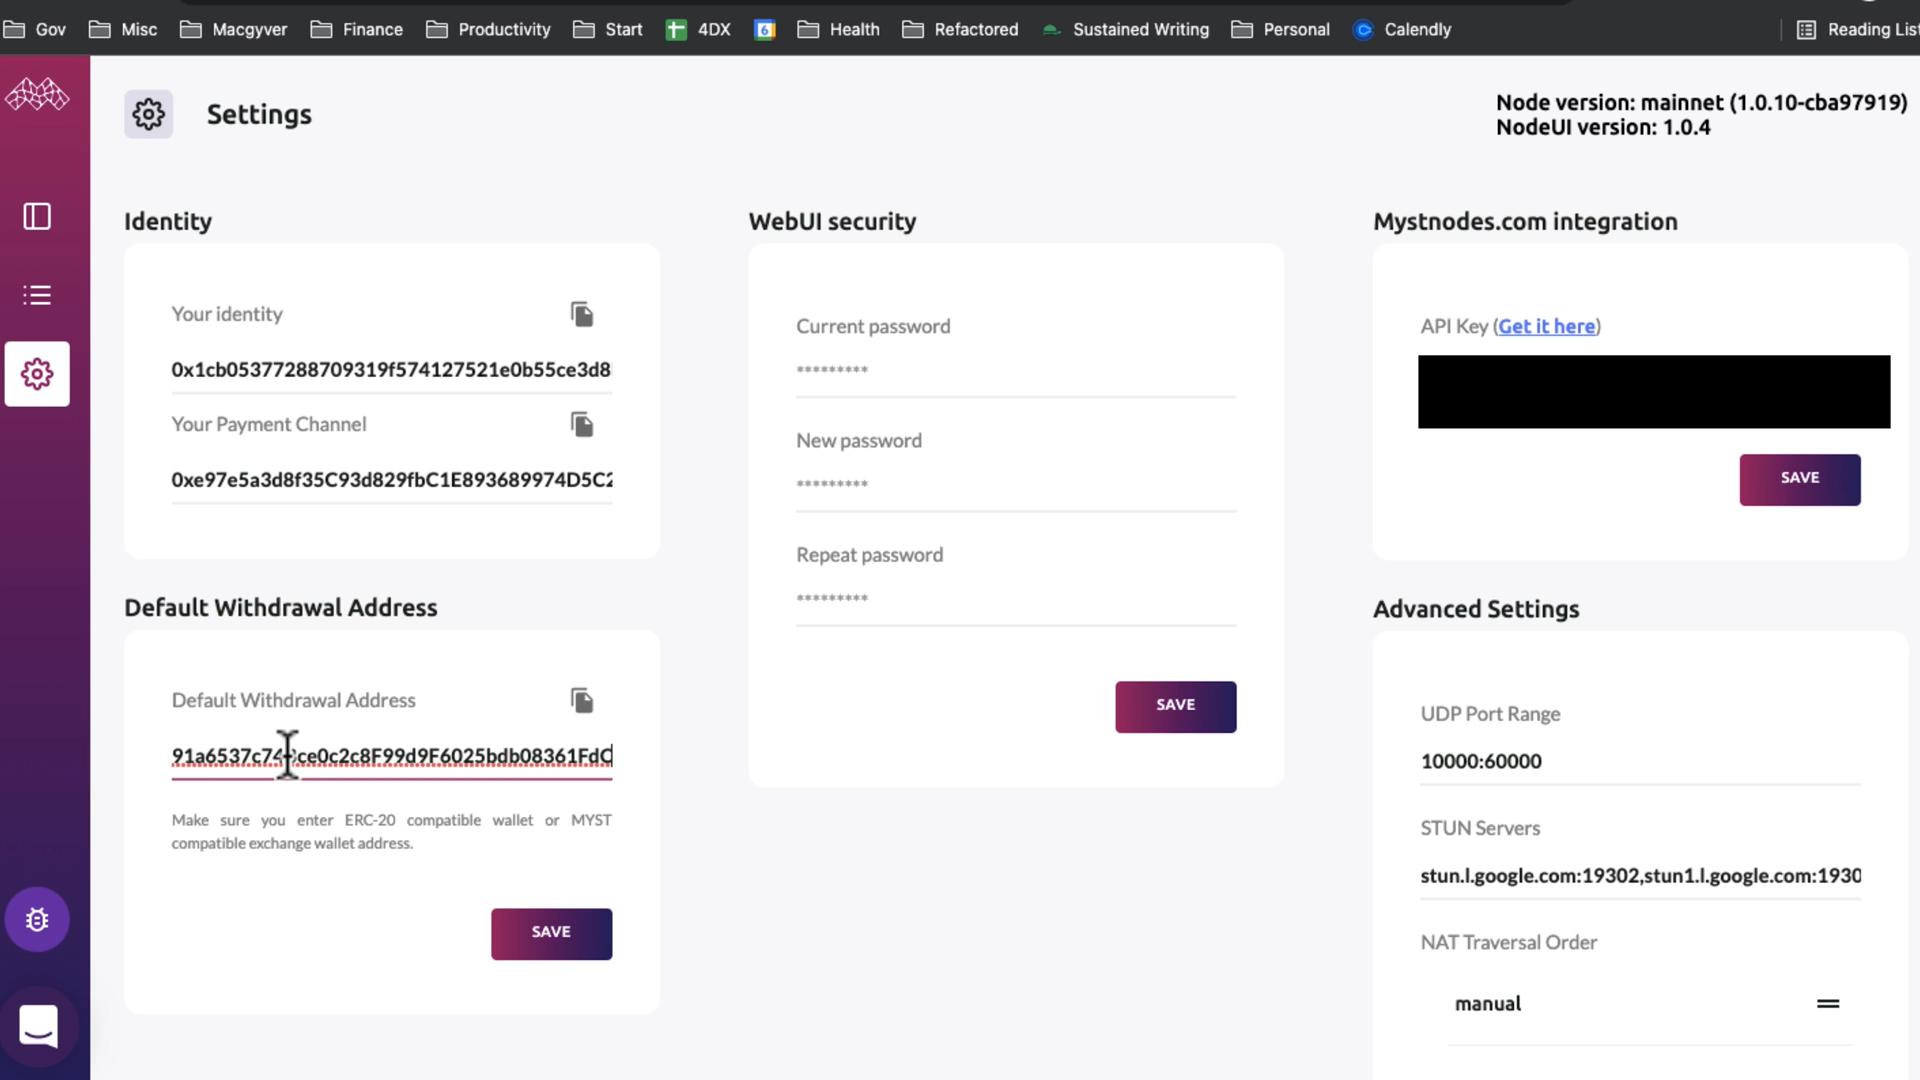 Gov Misc Macgyver Finance Productivity Start 4DX 6 Health Refactored Sustained Writing Personal Calendly Reading List
Settings
Node version: mainnet (1.0.10-cba97919)
NodeUI version: 1.0.4
Identity
Your identity
0x1cb05377288709319f574127521e0b55ce3d8
Your Payment Channel
0xe97e5a3d8f35C93d829fbC1E893689974D5C2
Default Withdrawal Address
Default Withdrawal Address
Make sure you enter ERC-20 compatible wallet or MYST
compatible exchange wallet address.
SAVE
WebUI security
Current password
*********
New password
*********
Repeat password
*********
SAVE
Mystnodes.com integration
API Key (Get it here)
SAVE
Advanced Settings
UDP Port Range
10000:60000
STUN Servers
stun.l.google.com:19302,stun1.l.google.com:1930
NAT Traversal Order
manual